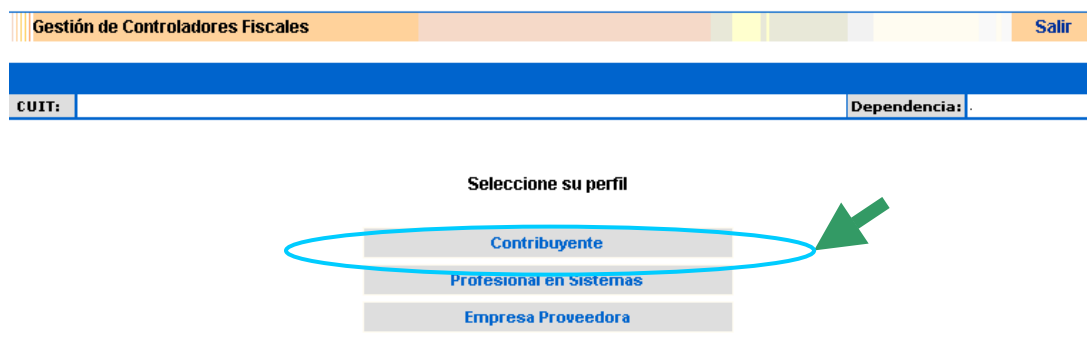 Gestión de Controladores Fiscales Salir
CUIT: Dependencia:
Seleccione su perfil
Contribuyente
Profesional en Sistemas
Empresa Proveedora